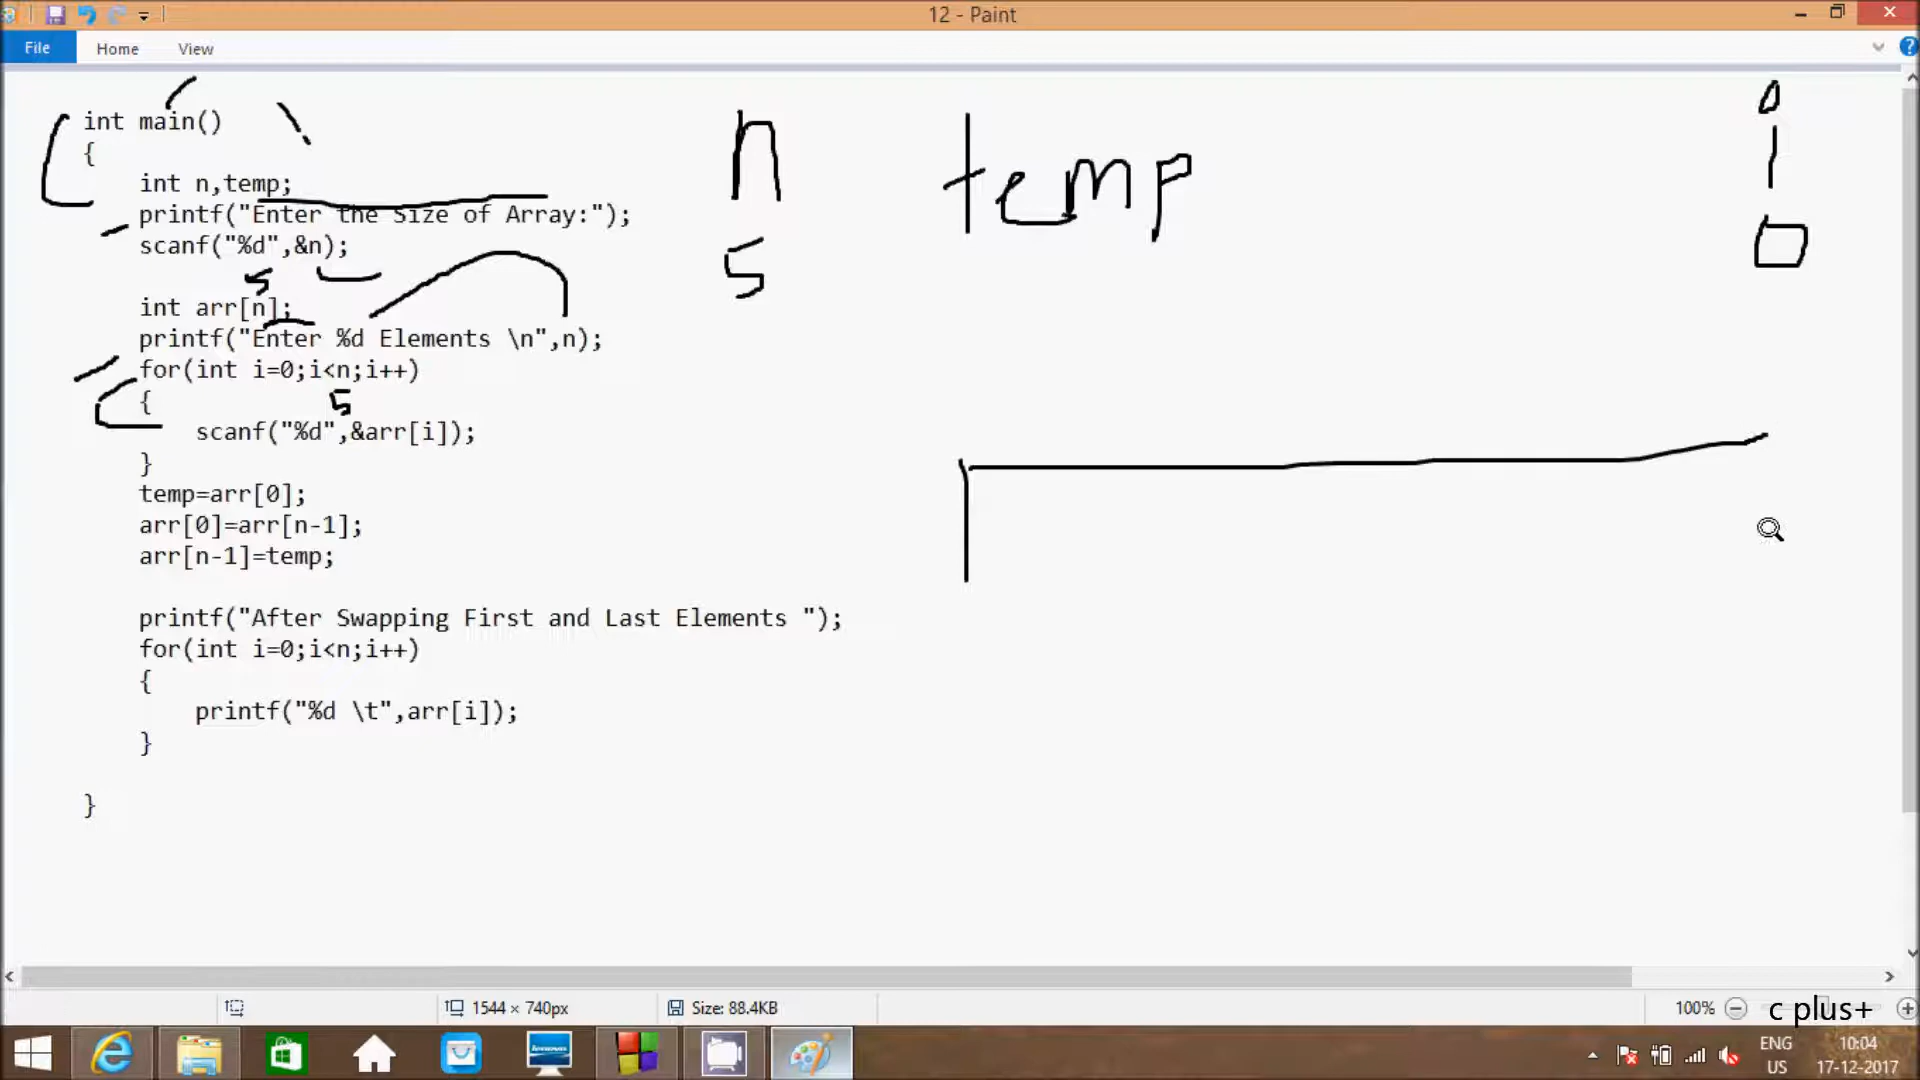 12 - Paint
File Home View
int main()
{
int n,temp;
printf("Enter the Size of Array:");
scanf("%d",&n);
5
int arr[n];
printf("Enter %d Elements \n",n);
for(int i=0;i<n;i++)
{
5
scanf("%d",&arr[i]);
}
temp=arr[0];
arr[0]=arr[n-1];
arr[n-1]=temp;
printf("After Swapping First and Last Elements ");
for(int i=0;i<n;i++)
{
printf("%d \t",arr[i]);
}
}
n
5
temp
i
0
1544 × 740px Size: 88.4KB 100%
c plus+
ENG
US
10:04
17-12-2017